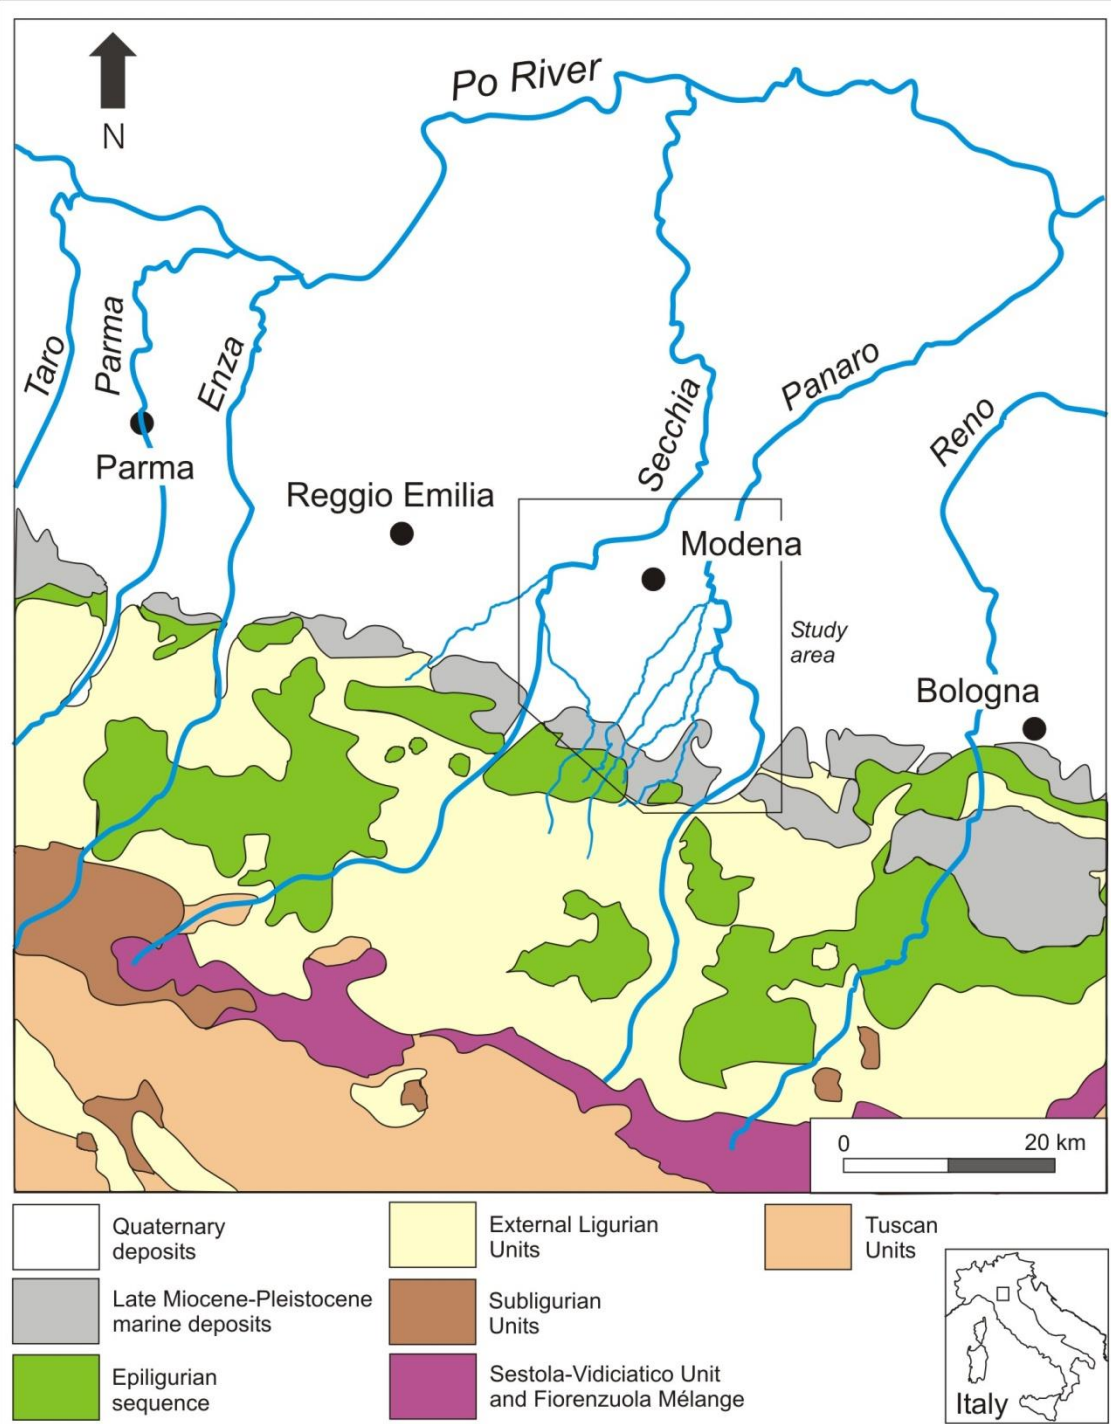 Po River
N
Taro
Parma
Enza
Secchia
Panaro
Reno
Parma
Reggio Emilia
Modena
Study
area
Bologna
0 20 km
Quaternary
deposits
External Ligurian
Units
Tuscan
Units
Late Miocene-Pleistocene
marine deposits
Subligurian
Units
Epiligurian
sequence
Sestola-Vidiciatico Unit
and Fiorenzuola Mélange
Italy